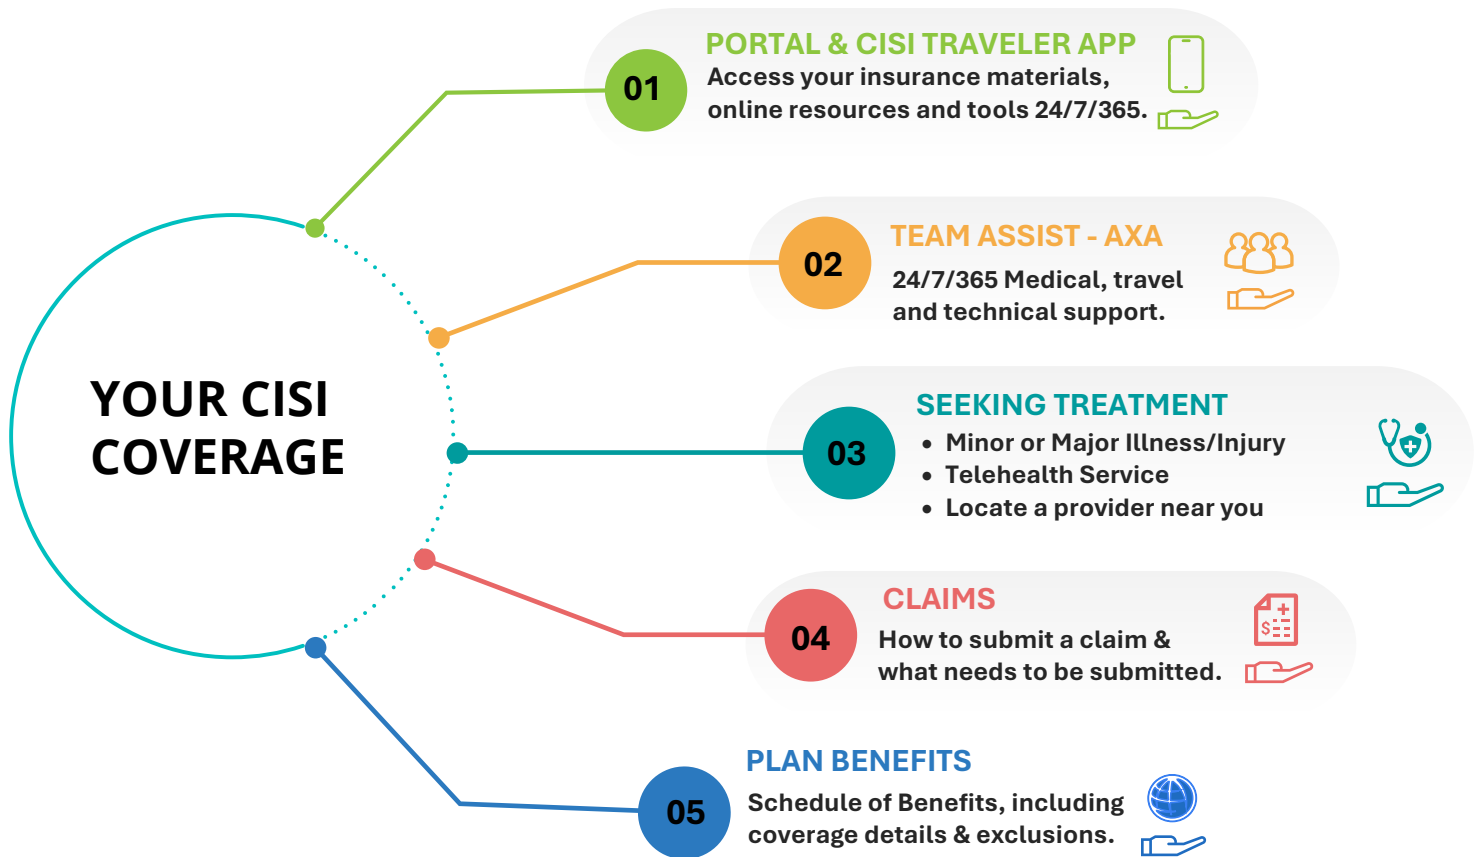 01
PORTAL & CISI TRAVELER APP
Access your insurance materials,
online resources and tools 24/7/365.
02
TEAM ASSIST - AXA
24/7/365 Medical, travel
and technical support.
YOUR CISI
COVERAGE
03
SEEKING TREATMENT
• Minor or Major Illness/Injury
• Telehealth Service
• Locate a provider near you
04
CLAIMS
How to submit a claim &
what needs to be submitted.
05
PLAN BENEFITS
Schedule of Benefits, including
coverage details & exclusions.
$